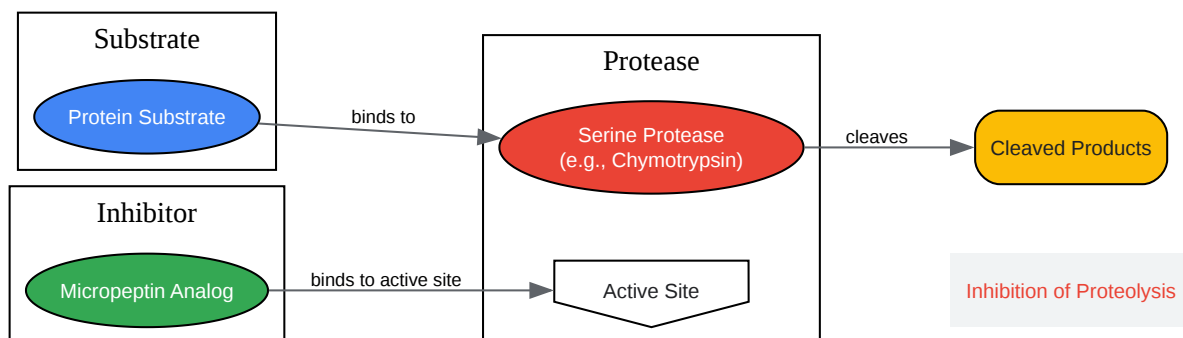 Substrate
Protein Substrate
binds to
Protease
Serine Protease
(e.g., Chymotrypsin)
cleaves
Cleaved Products
Inhibitor
Micropeptin Analog
binds to active site
Active Site
Inhibition of Proteolysis